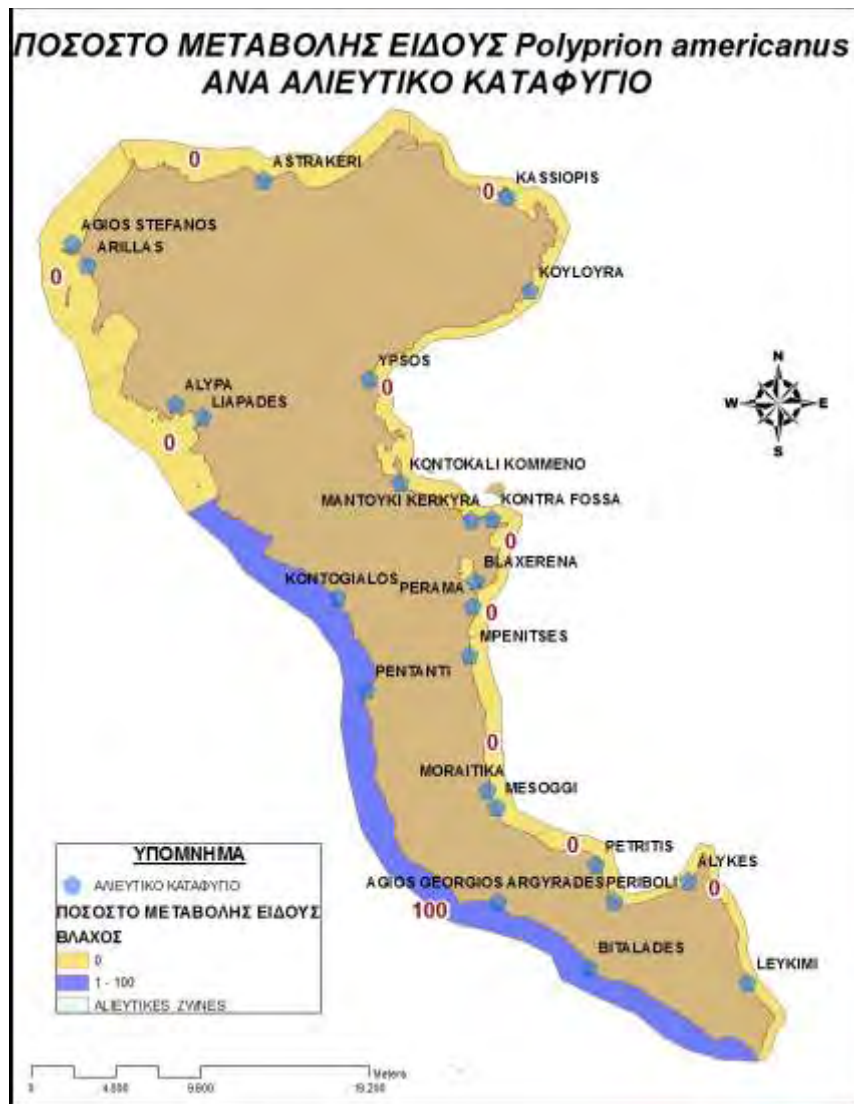 ΠΟΣΟΣΤΟ ΜΕΤΑΒΟΛΗΣ ΕΙΔΟΥΣ Polyprion americanus
ΑΝΑ ΑΛΙΕΥΤΙΚΟ ΚΑΤΑΦΥΓΙΟ
0
ASTRAKERI
KASSIOPIS
0
AGIOS STEFANOS
ARILLAS
0
KOYLOYRA
N
W E
S
YPSOS
0
ALYPA
LIAPADES
0
KONTOKALI KOMMENO
MANTOYKI KERKYRA
KONTRA FOSSA
0
BLAXERENA
KONTOGIALOS
PERAMA
0
MPENITSES
PENTANTI
0
MORAITIKA
MESOGGI
0
PETRITIS
ALYKES
0
AGIOS GEORGIOS ARGYRADES
PERIBOLI
100
BITALADES
LEYKIMI
ΥΠΟΜΝΗΜΑ
ΑΛΙΕΥΤΙΚΟ ΚΑΤΑΦΥΓΙΟ
ΠΟΣΟΣΤΟ ΜΕΤΑΒΟΛΗΣ ΕΙΔΟΥΣ
ΒΛΑΧΟΣ
0
1 - 100
ALIEYTIKES ZWNES
Meters
0 4.800 9.600 19.200